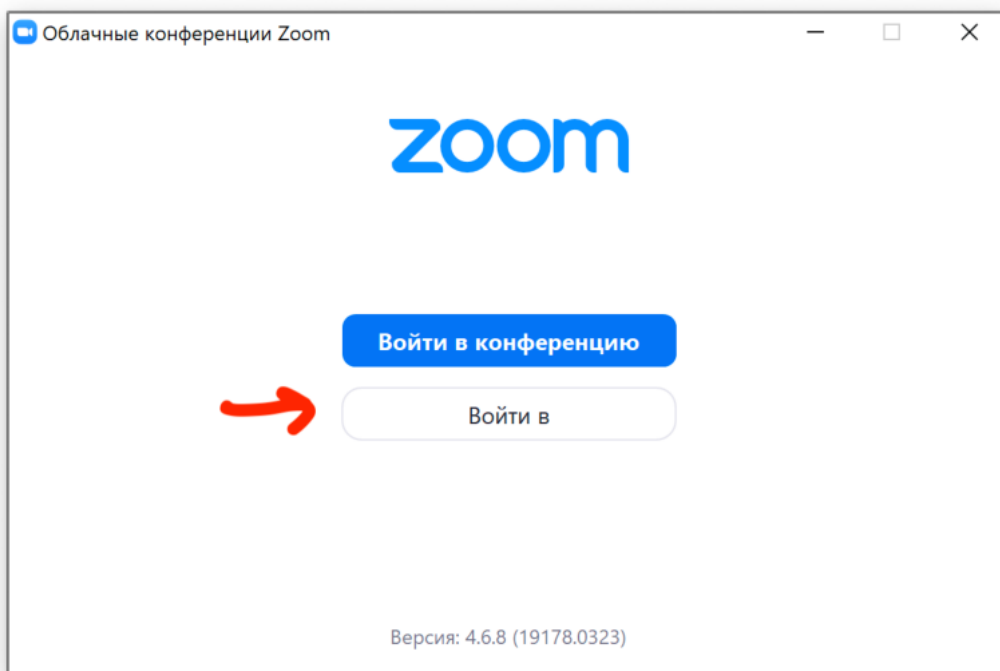 Облачные конференции Zoom
zoom
Войти в конференцию
Войти в
Версия: 4.6.8 (19178.0323)